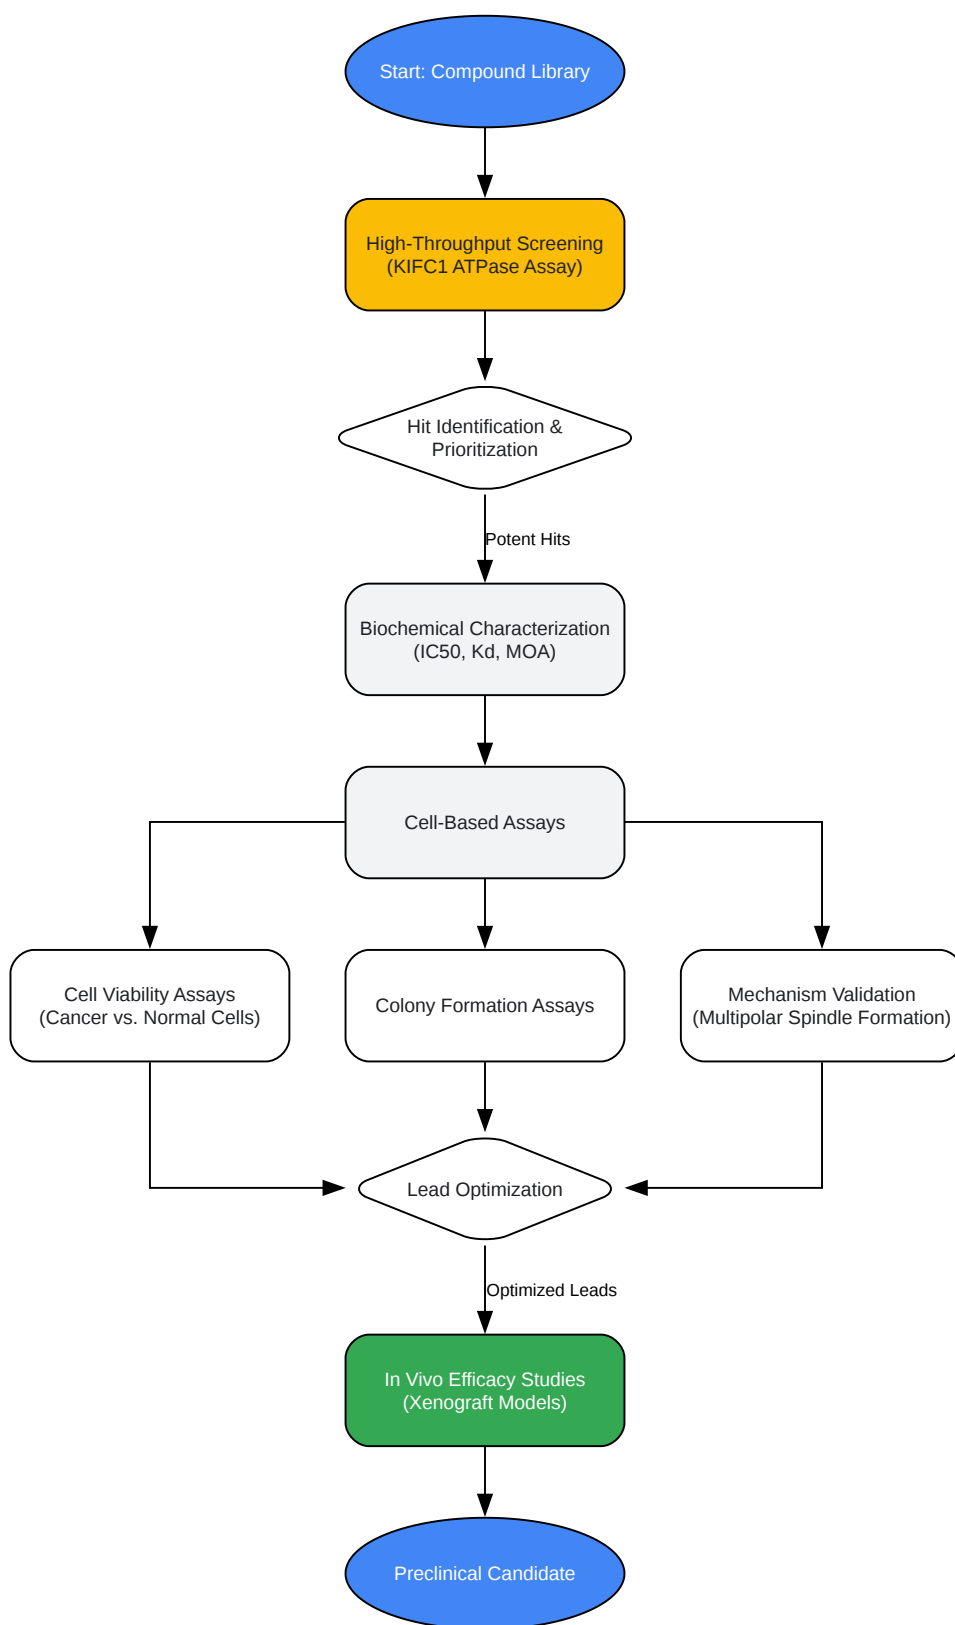 Start: Compound Library
High-Throughput Screening
(KIFC1 ATPase Assay)
Hit Identification &
Prioritization
Potent Hits
Biochemical Characterization
(IC50, Kd, MOA)
Cell-Based Assays
Cell Viability Assays
(Cancer vs. Normal Cells)
Colony Formation Assays
Mechanism Validation
(Multipolar Spindle Formation)
Lead Optimization
Optimized Leads
In Vivo Efficacy Studies
(Xenograft Models)
Preclinical Candidate